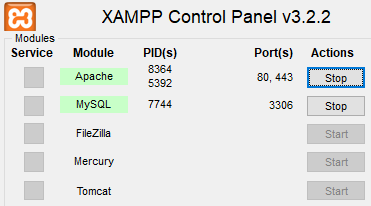 XAMPP Control Panel v3.2.2
Modules
Service Module PID(s) Port(s) Actions
Apache 8364 5392 80, 443 Stop
MySQL 7744 3306 Stop
FileZilla Start
Mercury Start
Tomcat Start